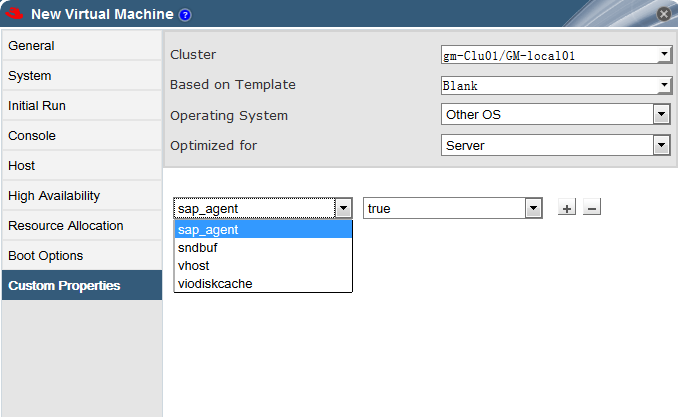 New Virtual Machine ?
General
System
Initial Run
Console
Host
High Availability
Resource Allocation
Boot Options
Custom Properties
Cluster gm-Clu01/GM-local01
Based on Template Blank
Operating System Other OS
Optimized for Server
sap_agent true + −
sap_agent
sndbuf
vhost
viodiskcache